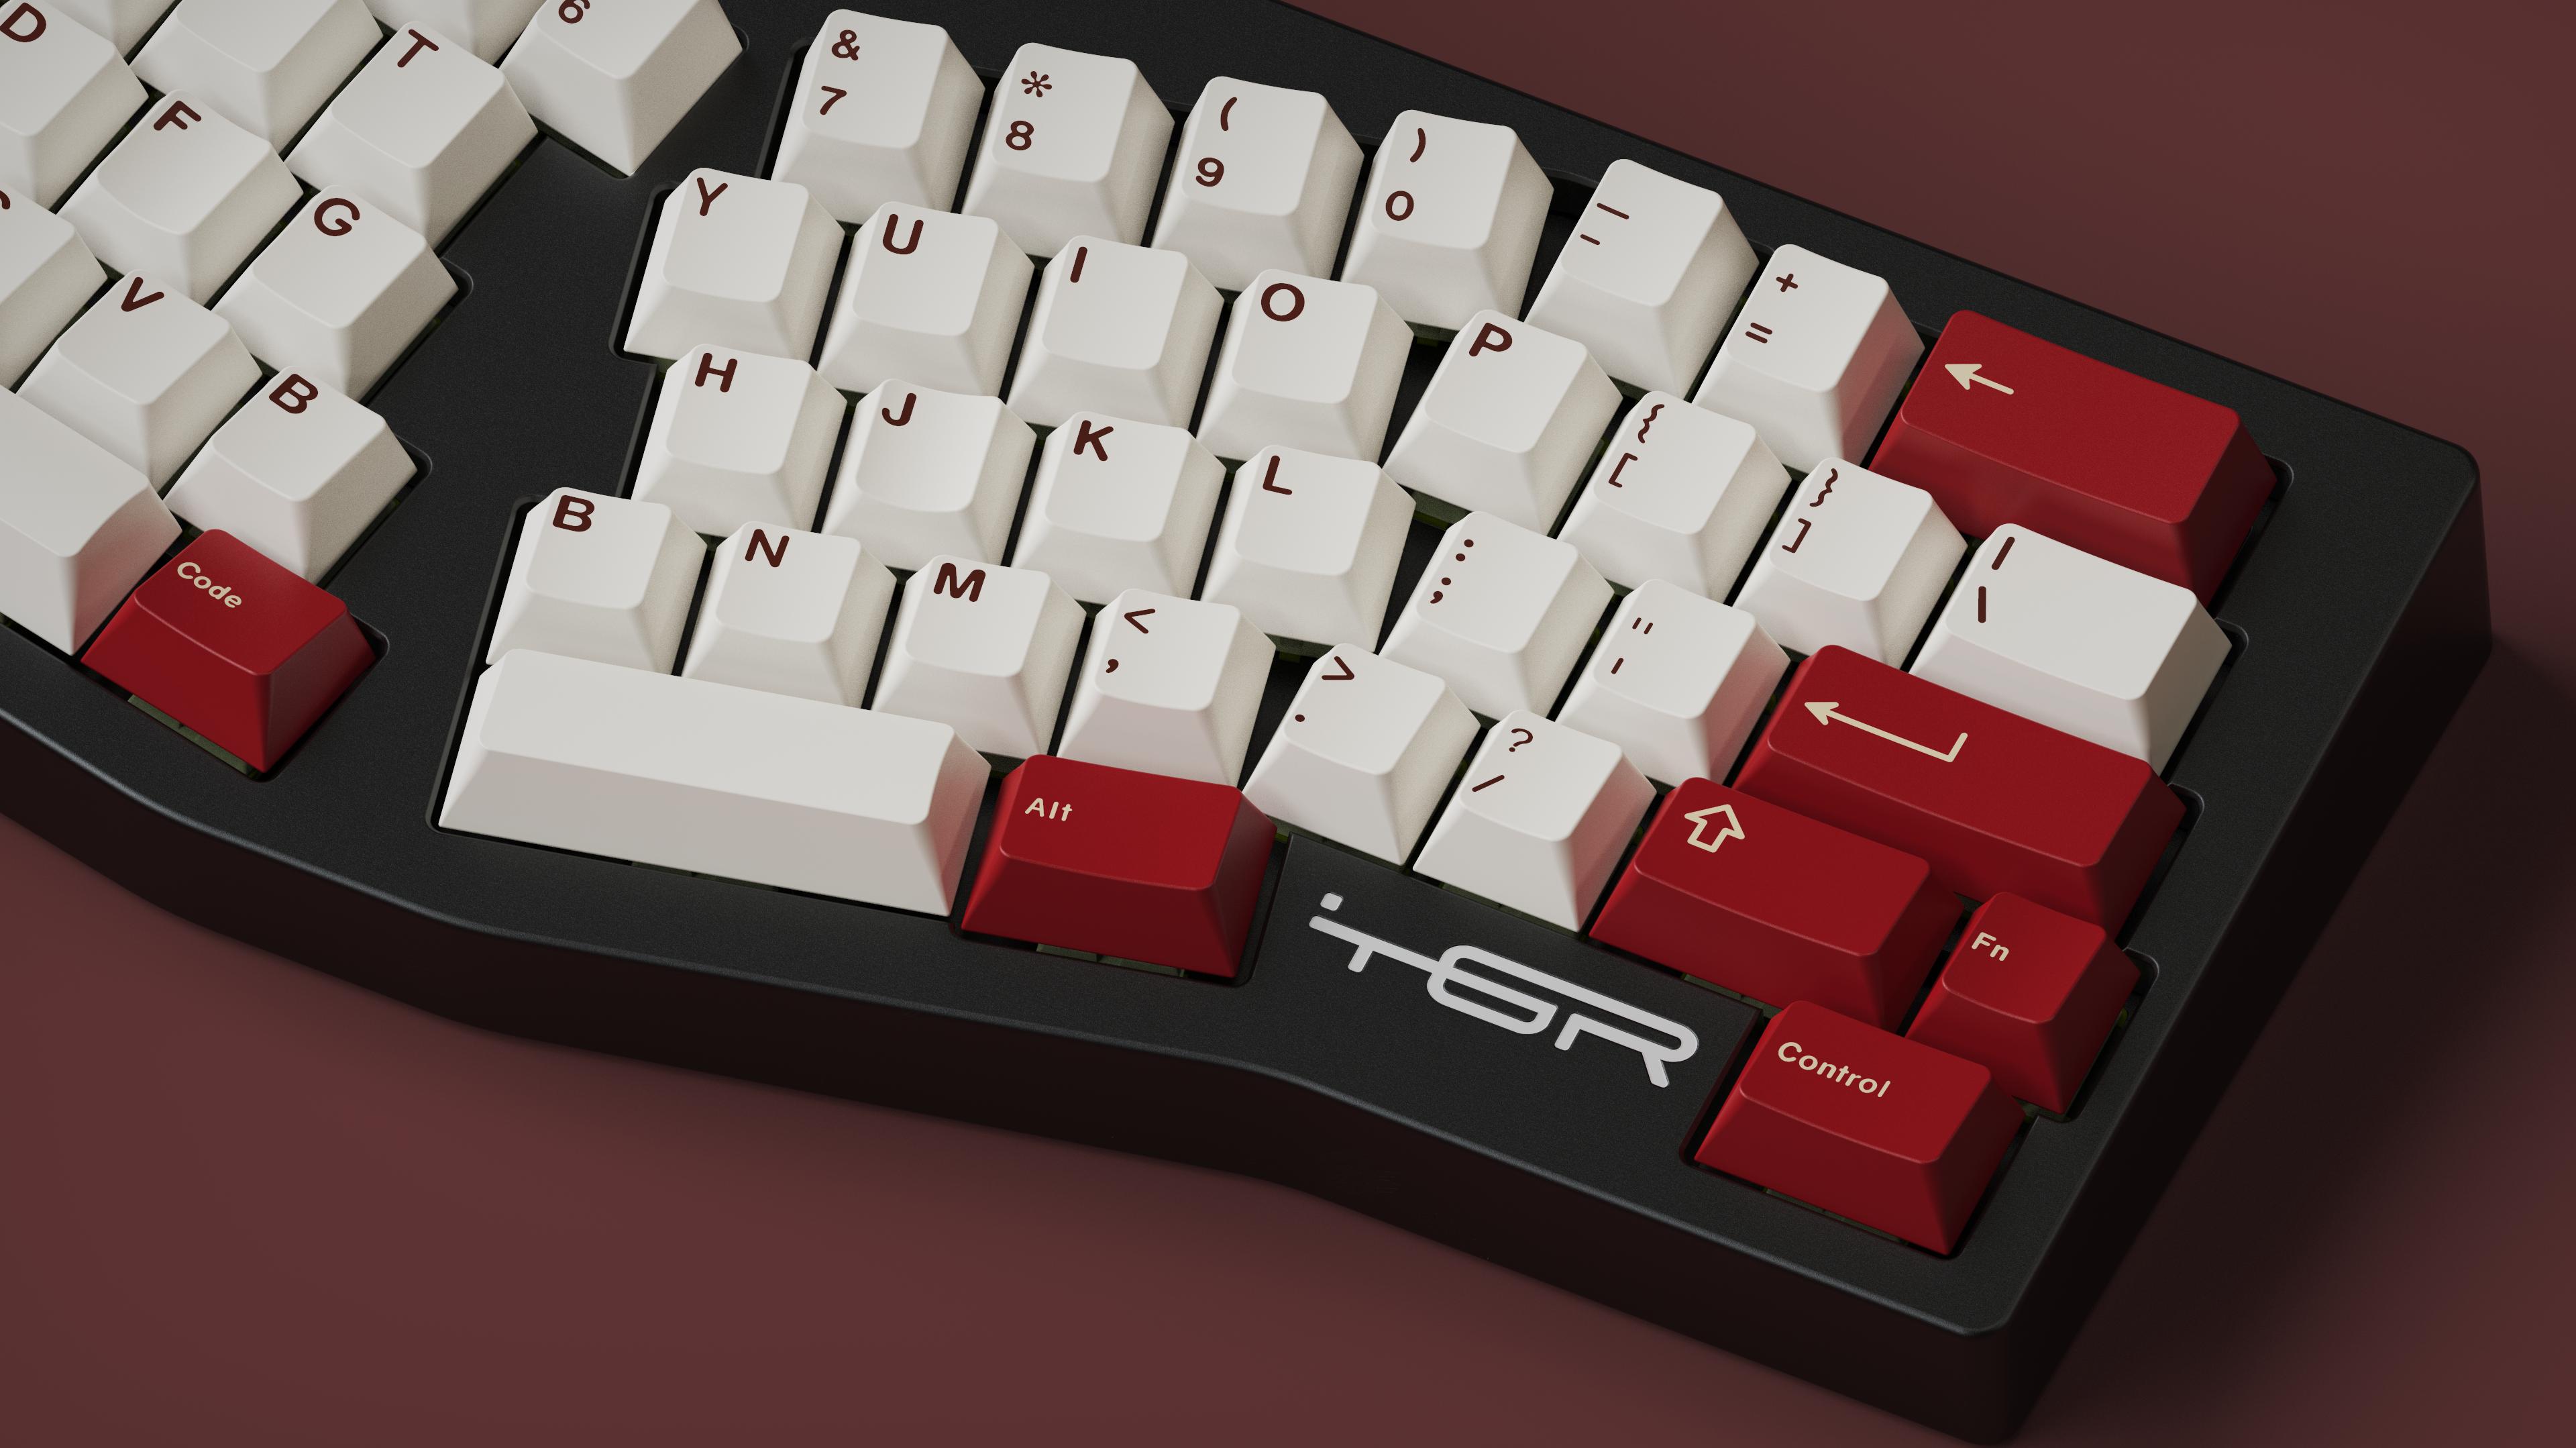 6
& 7
* 8
( 9
) 0
— -
+ =
←
T
Y
U
I
O
P
{ [
} ]
| \
D
F
G
H
J
K
L
: ;
" '
V
B
B
N
M
< ,
> .
? /
Fn
Code
Alt
TGR
Control